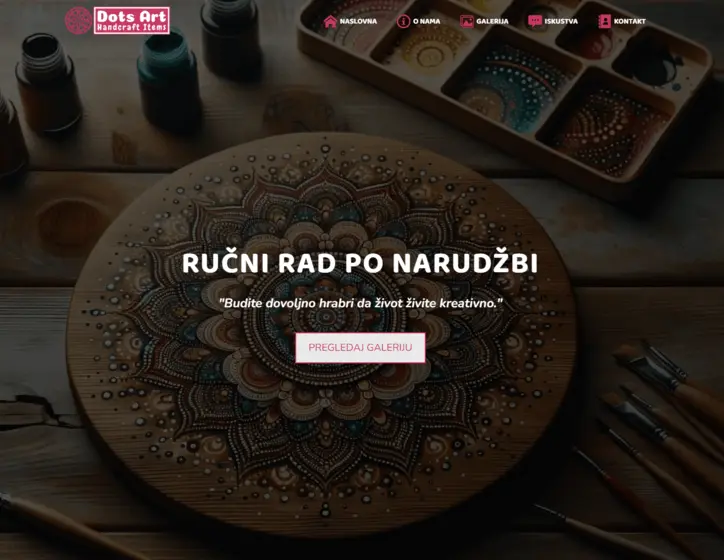 Dots Art
Handcraft Items
NASLOVNA
O NAMA
GALERIJA
ISKUSTVA
KONTAKT
RUČNI RAD PO NARUDŽBI
"Budite dovoljno hrabri da život živite kreativno."
PREGLEDAJ GALERIJU